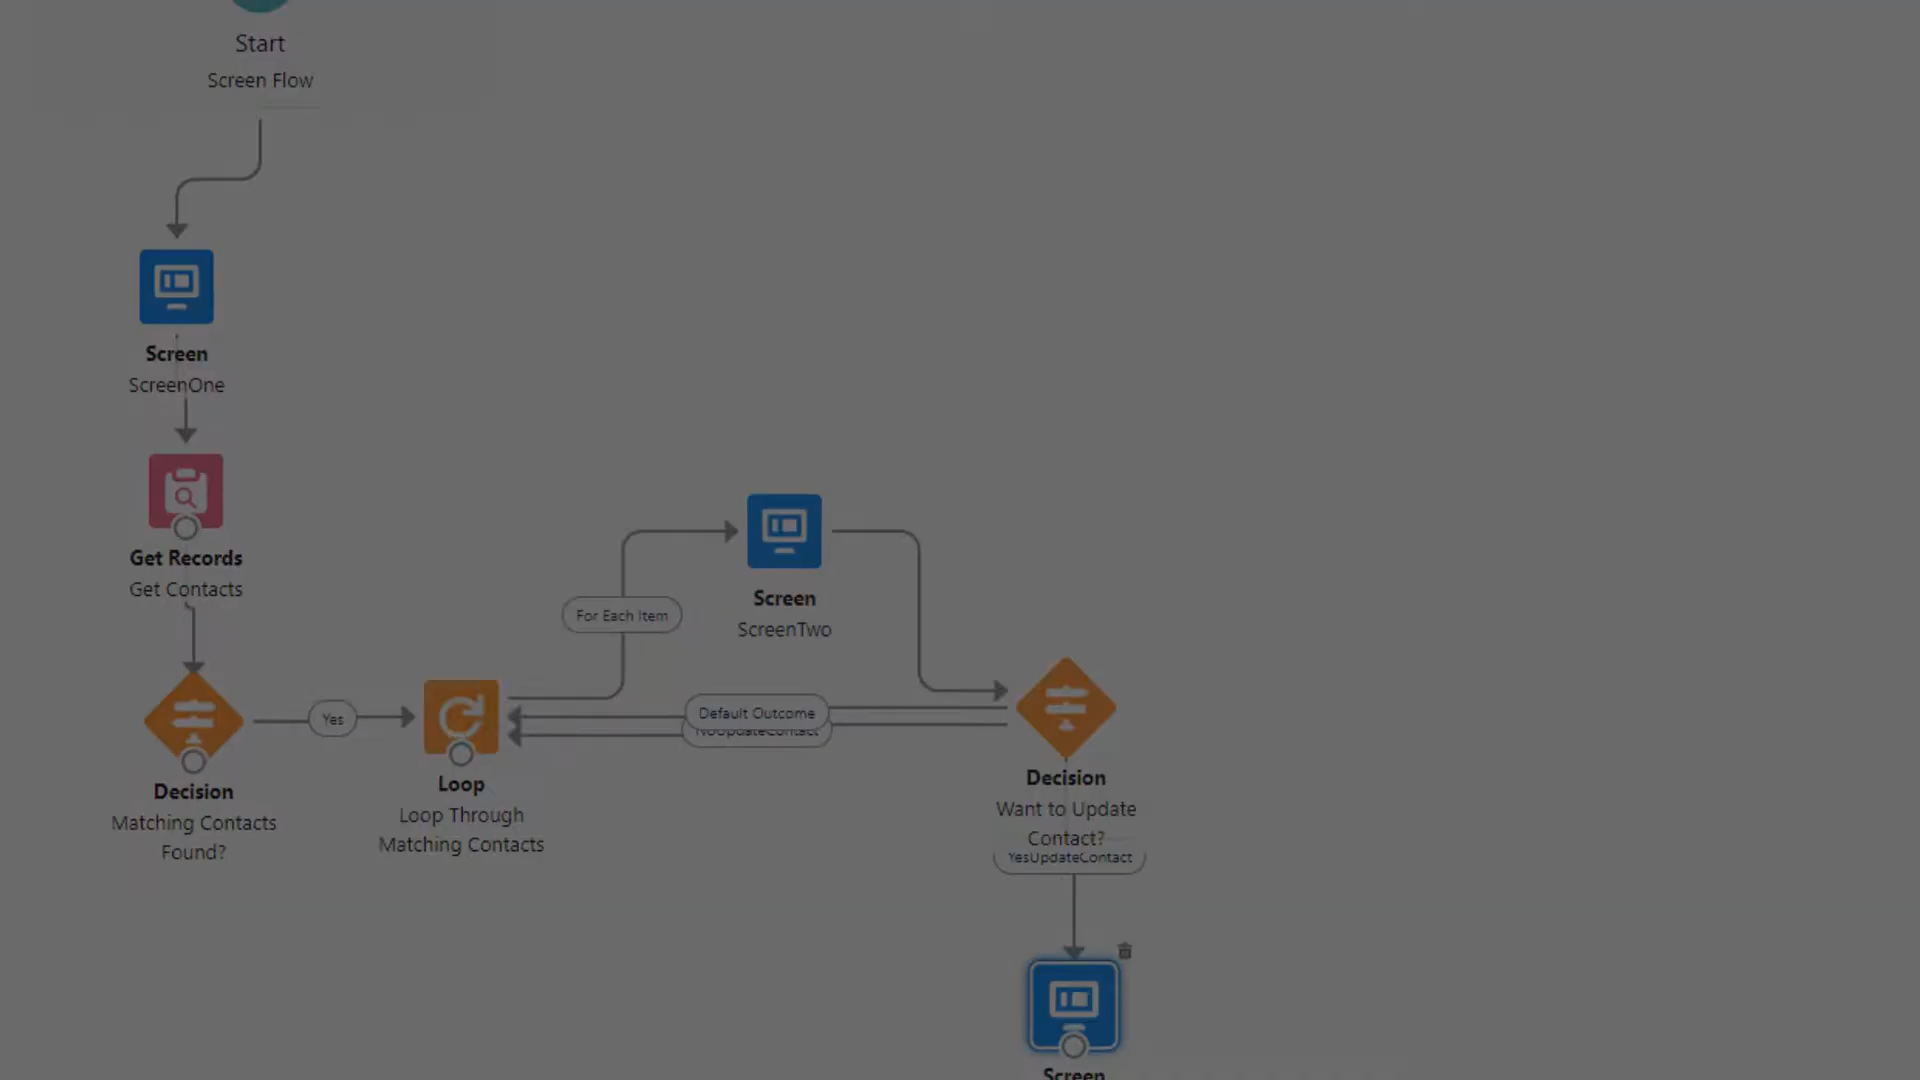 Start
Screen Flow
Screen
ScreenOne
Get Records
Get Contacts
For Each Item
Screen
ScreenTwo
Yes
Default Outcome
NoUpdateContact
Decision
Matching Contacts
Found?
Loop
Loop Through
Matching Contacts
Decision
Want to Update
Contact?
YesUpdateContact
Screen